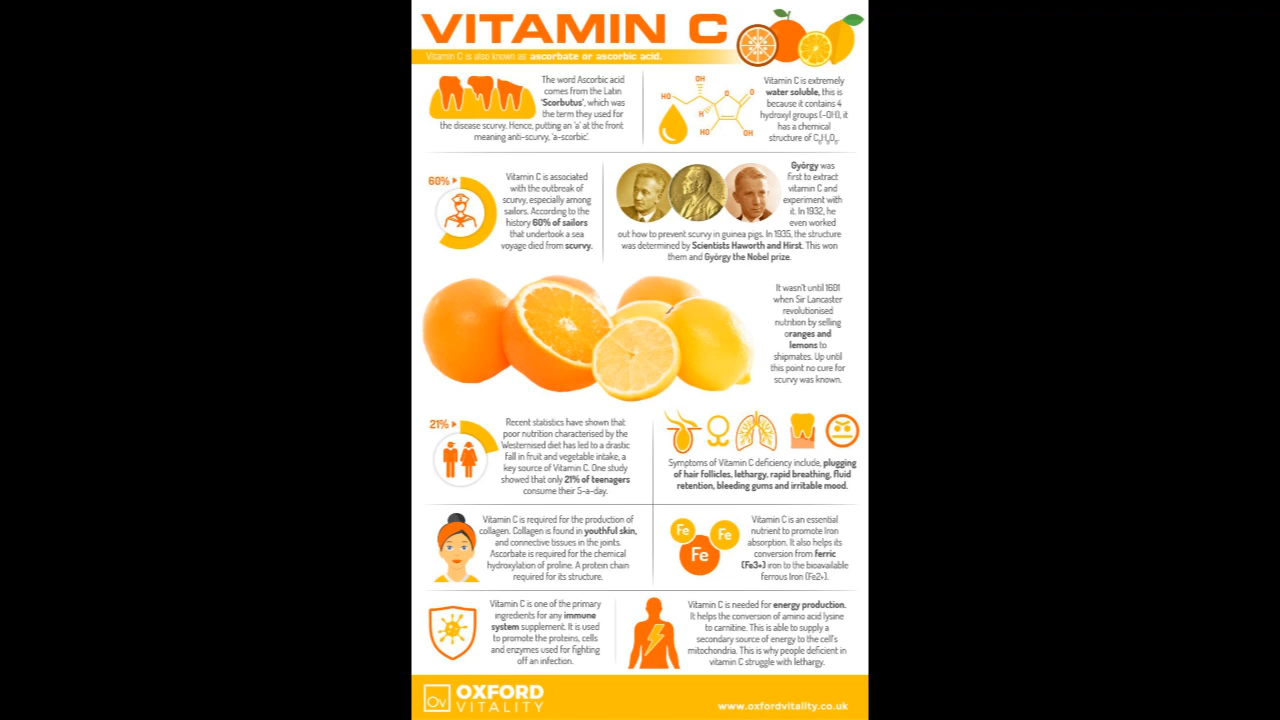 VITAMIN C
Vitamin C is also known as ascorbate or ascorbic acid.
The word Ascorbic acid
comes from the Latin
'Scorbutus', which was
the term they used for
the disease scurvy. Hence, putting an 'a' at the front
meaning anti-scurvy, 'a-scorbic'.
OH
HO
O
O
H
HO
OH
Vitamin C is extremely
water soluble, this is
because it contains 4
hydroxyl groups (-OH), it
has a chemical
structure of C₆H₈O₆.
60%
Vitamin C is associated
with the outbreak of
scurvy, especially among
sailors. According to the
history 60% of sailors
that undertook a sea
voyage died from scurvy.
György was
first to extract
vitamin C and
experiment with
it. In 1932, he
even worked
out how to prevent scurvy in guinea pigs. In 1935, the structure
was determined by Scientists Haworth and Hirst. This won
them and György the Nobel prize.
It wasn't until 1601
when Sir Lancaster
revolutionised
nutrition by selling
oranges and
lemons to
shipmates. Up until
this point no cure for
scurvy was known.
21%
Recent statistics have shown that
poor nutrition characterised by the
Westernised diet has led to a drastic
fall in fruit and vegetable intake, a
key source of Vitamin C. One study
showed that only 21% of teenagers
consume their 5-a-day.
Symptoms of Vitamin C deficiency include, plugging
of hair follicles, lethargy, rapid breathing, fluid
retention, bleeding gums and irritable mood.
Vitamin C is required for the production of
collagen. Collagen is found in youthful skin,
and connective tissues in the joints.
Ascorbate is required for the chemical
hydroxylation of proline. A protein chain
required for its structure.
Fe
Fe
Fe
Vitamin C is an essential
nutrient to promote Iron
absorption. It also helps its
conversion from ferric
(Fe3+) iron to the bioavailable
ferrous Iron (Fe2+).
Vitamin C is one of the primary
ingredients for any immune
system supplement. It is used
to promote the proteins, cells
and enzymes used for fighting
off an infection.
Vitamin C is needed for energy production.
It helps the conversion of amino acid lysine
to carnitine. This is able to supply a
secondary source of energy to the cell's
mitochondria. This is why people deficient in
vitamin C struggle with lethargy.
Ov
OXFORD
VITALITY
www.oxfordvitality.co.uk